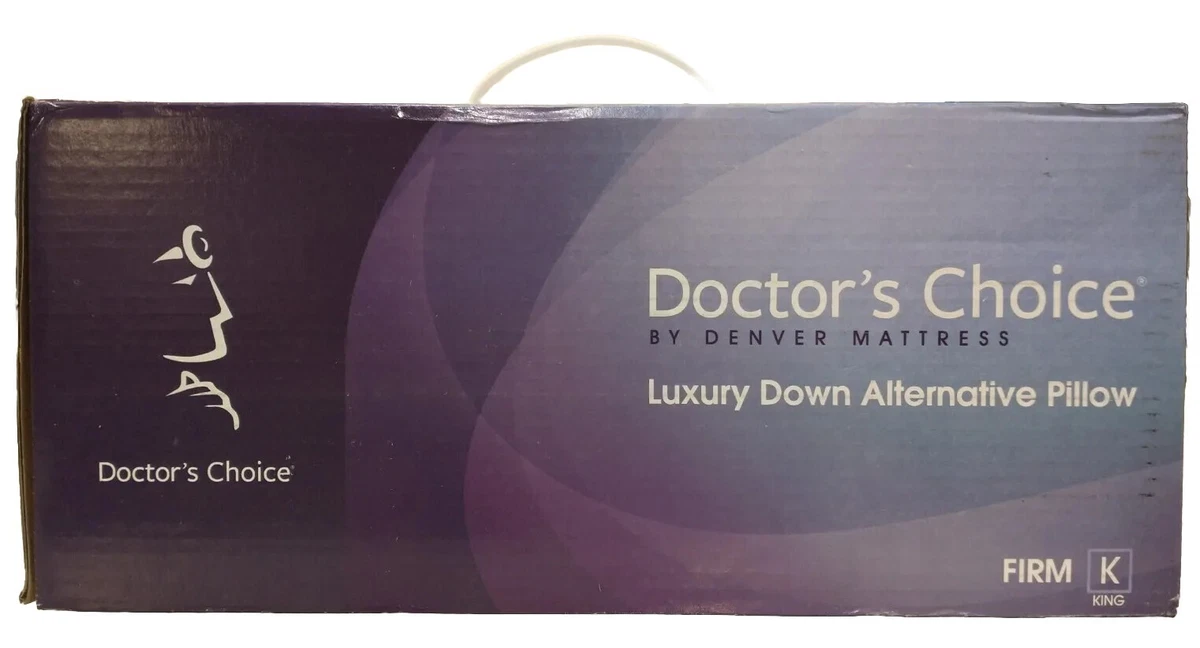 Doctor's Choice®
Doctor's Choice®
BY DENVER MATTRESS
Luxury Down Alternative Pillow
FIRM K
KING